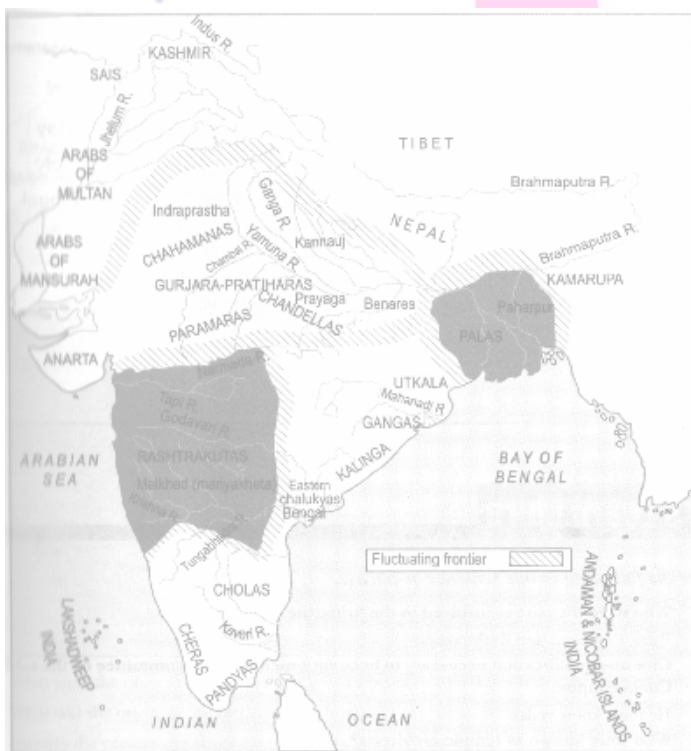 Indus R.
KASHMIR
SAIS
Jhelum R.
TIBET
ARABS
OF
MULTAN
Brahmaputra R.
Indraprastha
Ganga R.
NEPAL
ARABS
OF
MANSURAH
CHAHAMANAS
Yamuna R.
Kannauj
Brahmaputra R.
Chambal R.
KAMARUPA
GURJARA-PRATIHARAS
Prayaga
Benares
Paharpur
CHANDELLAS
PARAMARAS
PALAS
ANARTA
Narmada R.
UTKALA
Tapi R.
Mahanadi R.
Godavari R.
GANGAS
ARABIAN
SEA
RASHTRAKUTAS
KALINGA
BAY OF
BENGAL
Malkhed (manyakheta)
Eastern
chalukyas
Bengal
Krishna R.
Tungabhadra R.
Fluctuating frontier
CHOLAS
LAKSHADWEEP
INDIA
ANDAMAN & NICOBAR ISLANDS
INDIA
Kaveri R.
CHERAS
PANDYAS
INDIAN
OCEAN